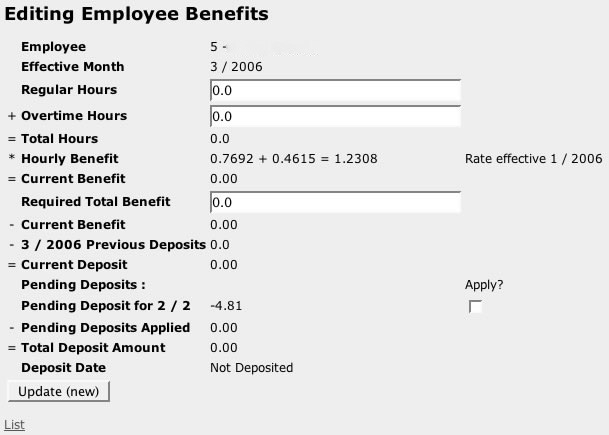 Editing Employee Benefits
Employee 5 -
Effective Month 3 / 2006
Regular Hours 0.0
+ Overtime Hours 0.0
= Total Hours 0.0
* Hourly Benefit 0.7692 + 0.4615 = 1.2308 Rate effective 1 / 2006
= Current Benefit 0.00
Required Total Benefit 0.0
- Current Benefit 0.00
- 3 / 2006 Previous Deposits 0.0
= Current Deposit 0.00
Pending Deposits : Apply?
Pending Deposit for 2 / 2 -4.81
- Pending Deposits Applied 0.00
= Total Deposit Amount 0.00
Deposit Date Not Deposited
Update (new)
List